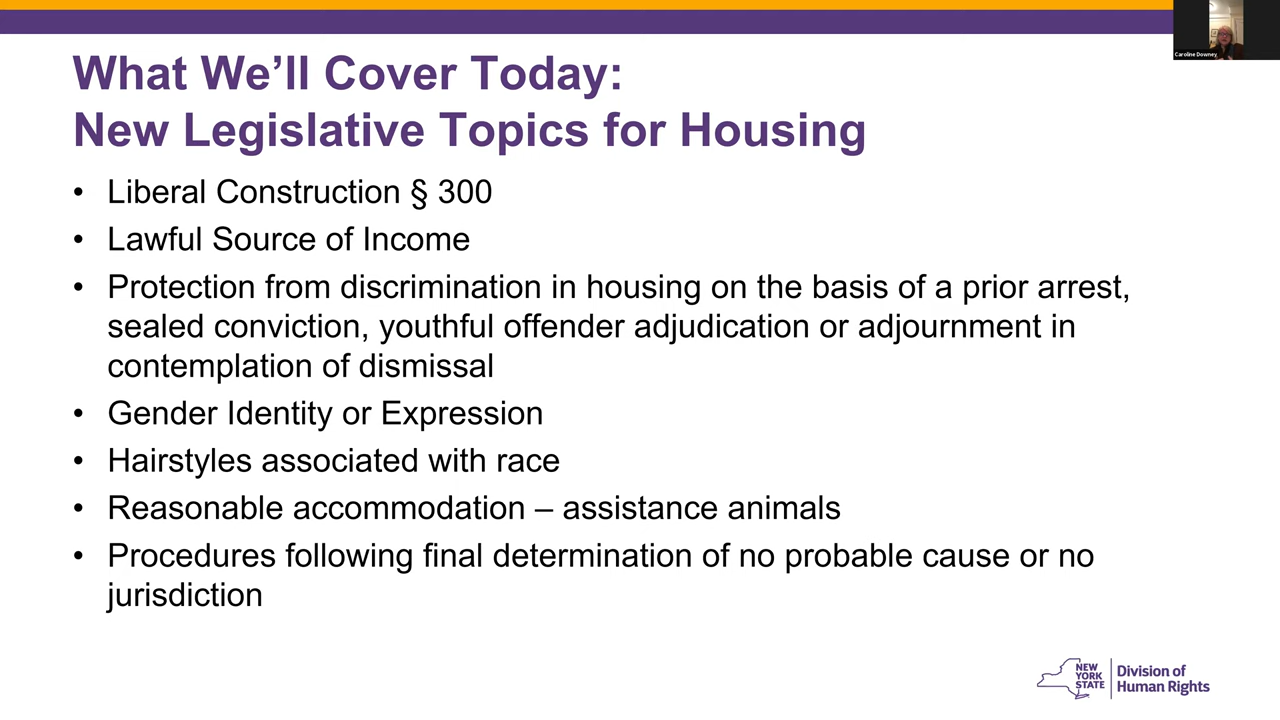 Caroline Downey
What We’ll Cover Today:
New Legislative Topics for Housing
• Liberal Construction § 300
• Lawful Source of Income
• Protection from discrimination in housing on the basis of a prior arrest,
sealed conviction, youthful offender adjudication or adjournment in
contemplation of dismissal
• Gender Identity or Expression
• Hairstyles associated with race
• Reasonable accommodation – assistance animals
• Procedures following final determination of no probable cause or no
jurisdiction
NEW
YORK
STATE
Division of
Human Rights